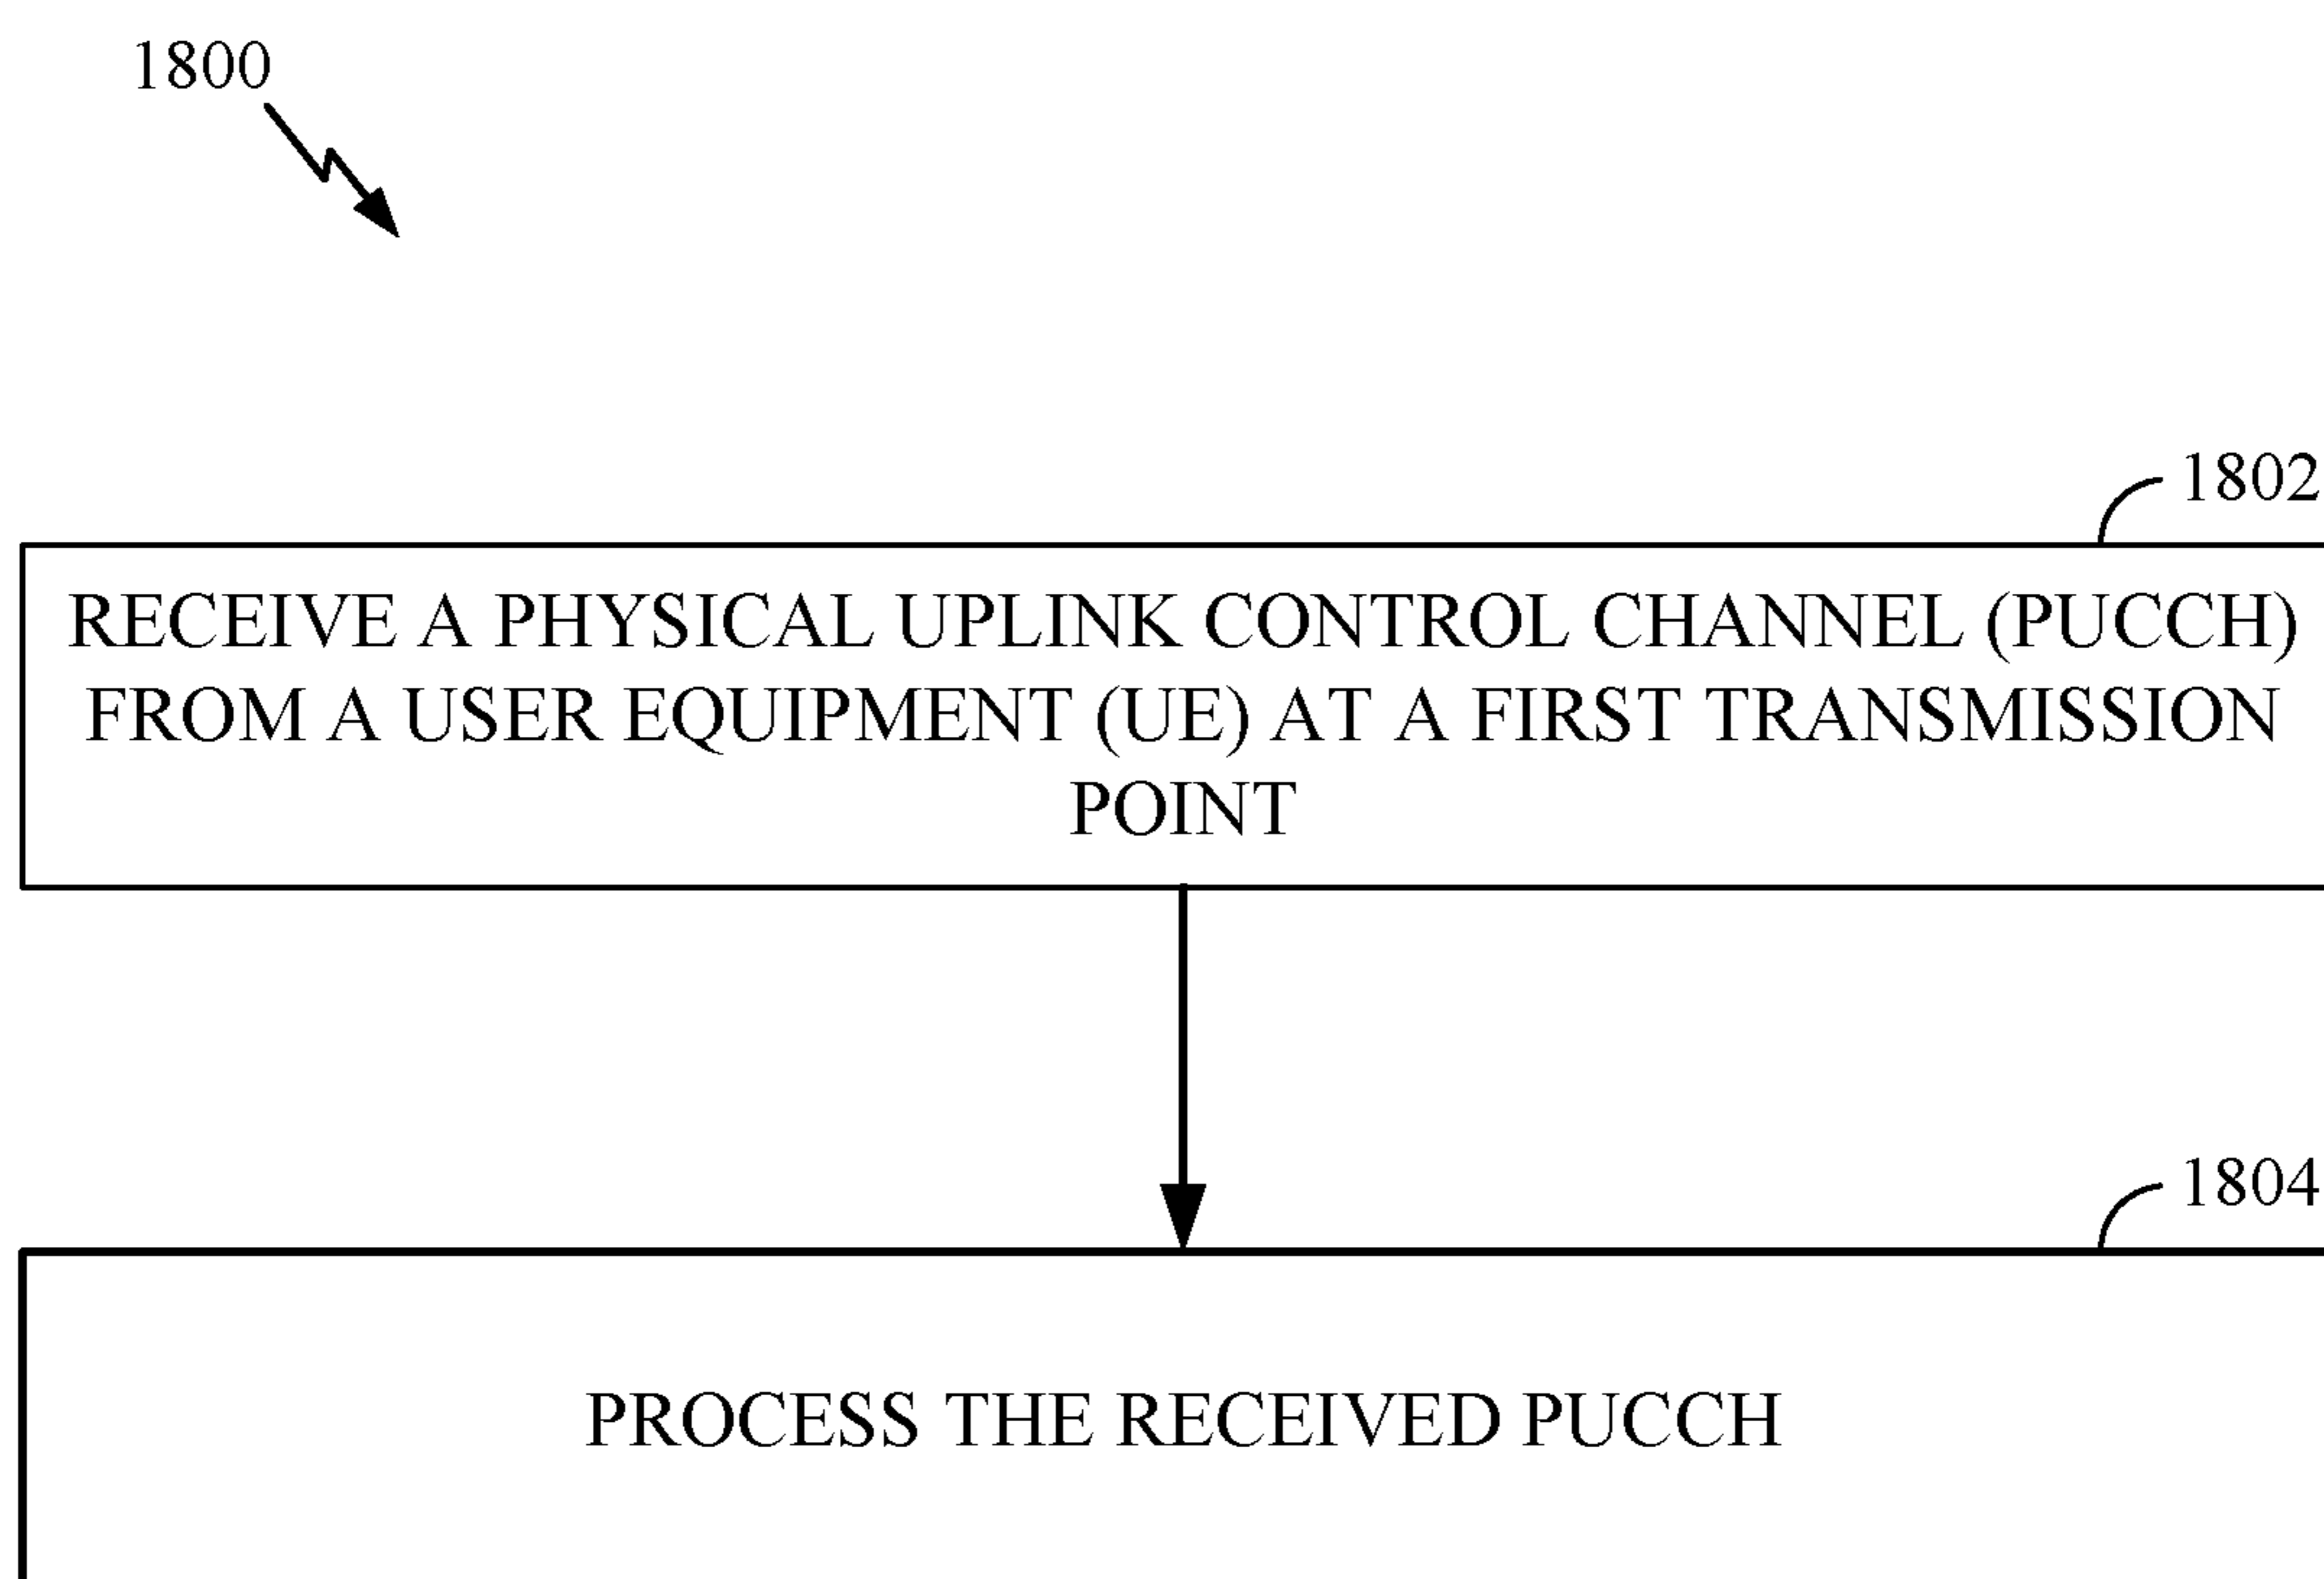 1800
1802
RECEIVE A PHYSICAL UPLINK CONTROL CHANNEL (PUCCH)
FROM A USER EQUIPMENT (UE) AT A FIRST TRANSMISSION
POINT
1804
PROCESS THE RECEIVED PUCCH